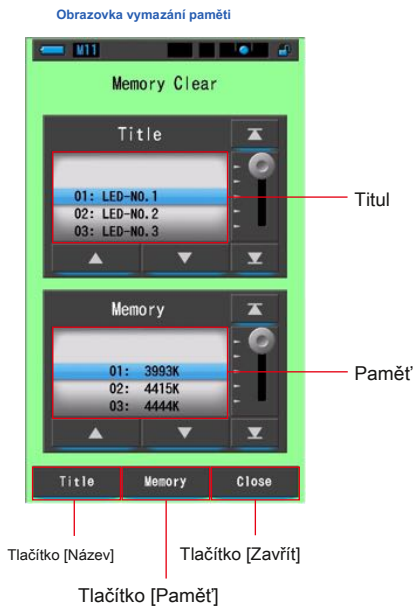 Obrazovka vymazání paměti
M11
Memory Clear
Title
01: LED-NO.1
02: LED-NO.2
03: LED-NO.3
Titul
Memory
01: 3993K
02: 4415K
03: 4444K
Paměť
Title Memory Close
Tlačítko [Název] Tlačítko [Zavřít]
Tlačítko [Paměť]